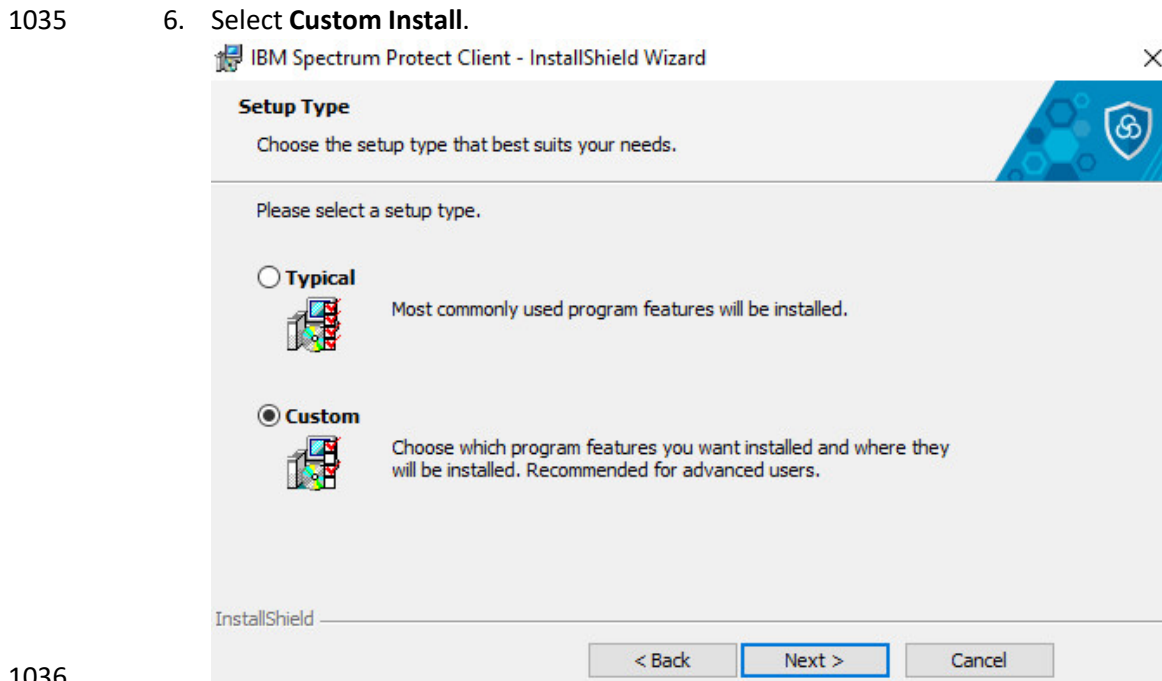 1035 6. Select Custom Install.
IBM Spectrum Protect Client - InstallShield Wizard
Setup Type
Choose the setup type that best suits your needs.
Please select a setup type.
Typical
Most commonly used program features will be installed.
Custom
Choose which program features you want installed and where they
will be installed. Recommended for advanced users.
InstallShield
< Back Next > Cancel
1036